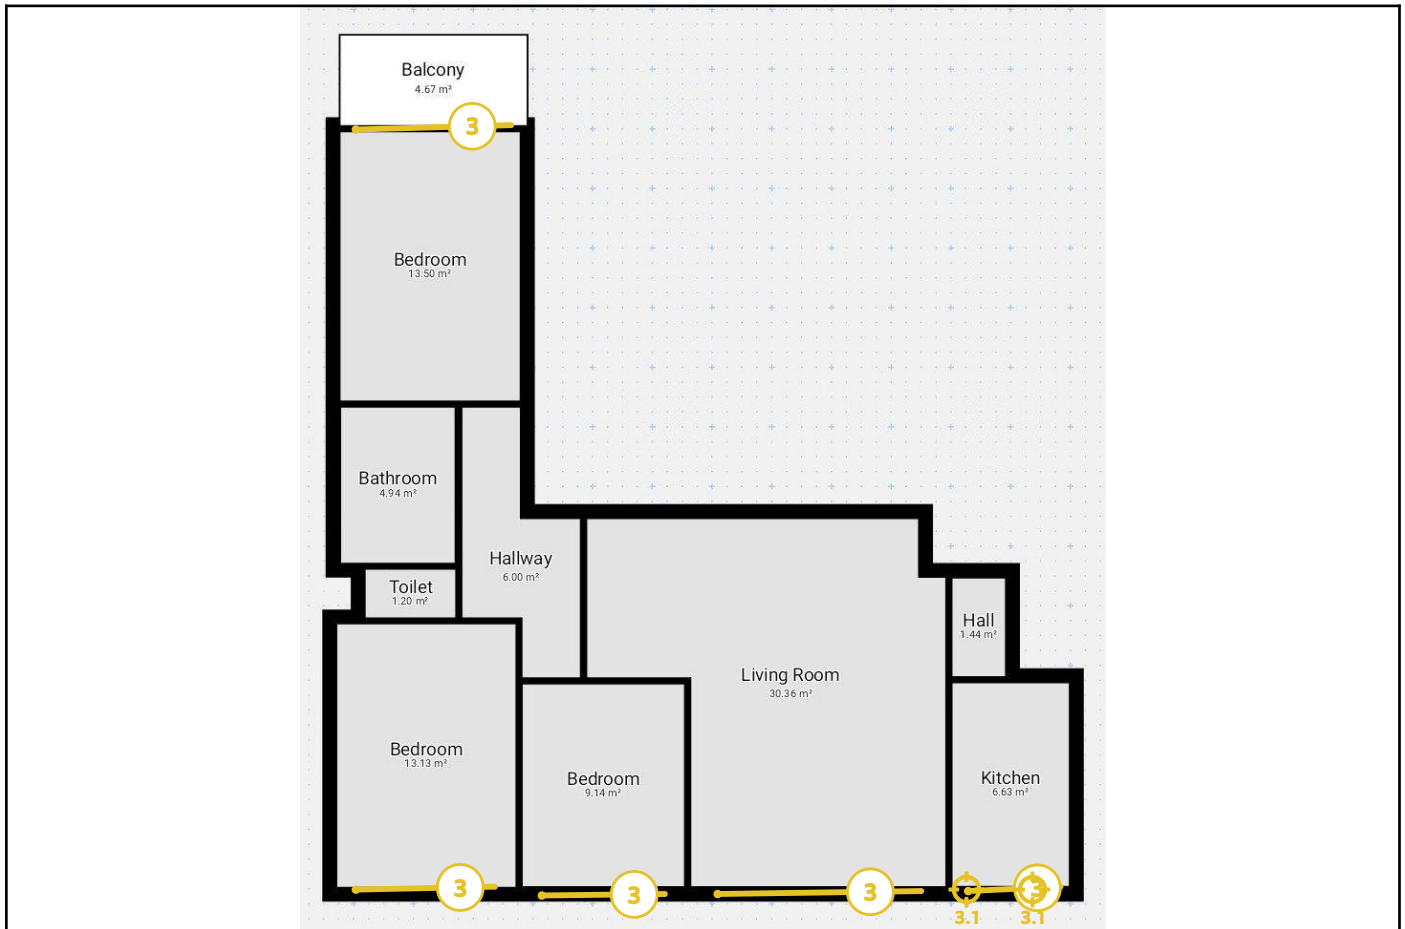 Balcony
4.67 m²
3
Bedroom
13.50 m²
Bathroom
4.94 m²
Hallway
6.00 m²
Toilet
1.20 m²
Hall
1.44 m²
Living Room
30.36 m²
Bedroom
13.13 m²
Bedroom
9.14 m²
Kitchen
6.63 m²
3
3
3
3
3.1
3.1